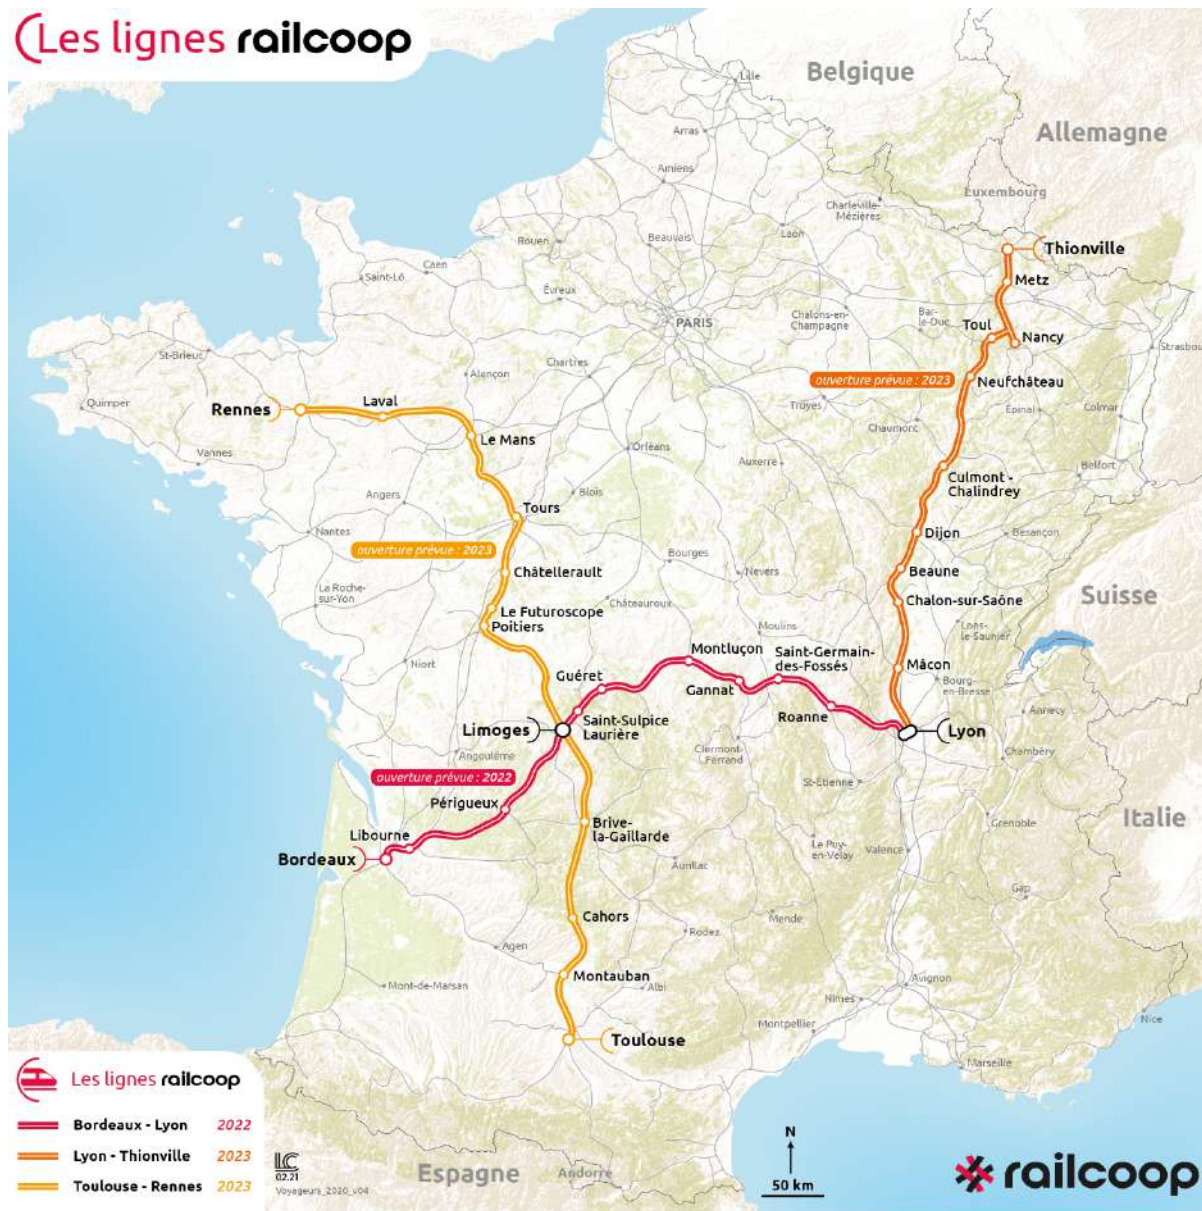 Les lignes railcoop
Belgique
Lille
Allemagne
Arras
Amiens
Luxembourg
Charleville-
Mézières
Rouen
Beauvais
Laon
Thionville
Saint-Lô
Caen
Metz
Évreux
PARIS
Châlons-en-
Champagne
Bar-
le-Duc
Toul
Nancy
Strasbou
St-Brieuc
Chartres
Alençon
ouverture prévue : 2023
Neufchâteau
Quimper
Rennes
Laval
Troyes
Épinal
Colmar
Chaumont
Le Mans
Orléans
Vannes
Auxerre
Belfort
Culmont -
Chalindrey
Angers
Blois
Tours
Nantes
Dijon
Besançon
ouverture prévue : 2023
Bourges
Châtellerault
Nevers
Beaune
La Roche-
sur-Yon
Le Futuroscope
Poitiers
Châteauroux
Chalon-sur-Saône
Suisse
Moulins
Lons-
le-Saunier
Niort
Montluçon
Saint-Germain-
des-Fossés
Mâcon
Guéret
Gannat
Bourg-
en-Bresse
Roanne
Annecy
Limoges
Saint-Sulpice
Laurière
Lyon
Angoulême
Clermont-
Ferrand
Chambéry
ouverture prévue : 2022
St-Étienne
Périgueux
Italie
Libourne
Brive-
la-Gaillarde
Grenoble
Bordeaux
Le Puy-
en-Velay
Valence
Aurillac
Gap
Cahors
Mende
Rodez
Agen
Montauban
Avignon
Mont-de-Marsan
Albi
Nîmes
Nice
Toulouse
Montpellier
Marseille
Les lignes railcoop
Bordeaux - Lyon 2022
Lyon - Thionville 2023
Toulouse - Rennes 2023
LC
02.21
Voyageurs_2020_v04
Espagne
Andorre
N
50 km
railcoop